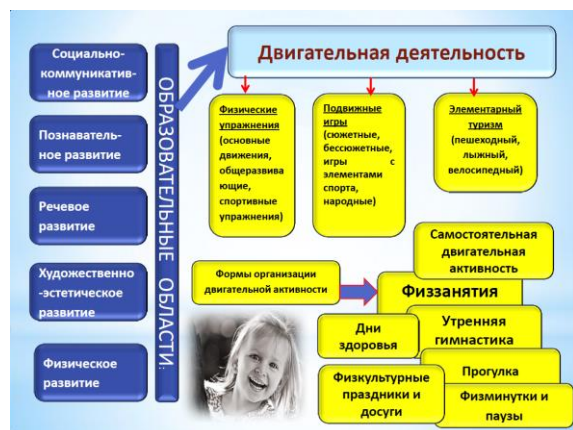 Социально-
коммуникатив-
ное развитие
Познаватель-
ное развитие
Речевое
развитие
Художественно
-эстетическое
развитие
Физическое
развитие
ОБРАЗОВАТЕЛЬНЫЕ ОБЛАСТИ:
Двигательная деятельность
Физические
упражнения
(основные
движения,
общеразвива
ющие,
спортивные
упражнения)
Подвижные
игры
(сюжетные,
бессюжетные,
игры с
элементами
спорта,
народные)
Элементарный
туризм
(пешеходный,
лыжный,
велосипедный)
Формы организации
двигательной активности
Самостоятельная
двигательная
активность
Физзанятия
Утренняя
гимнастика
Дни
здоровья
Прогулка
Физкультурные
праздники и
досуги
Физминутки и
паузы